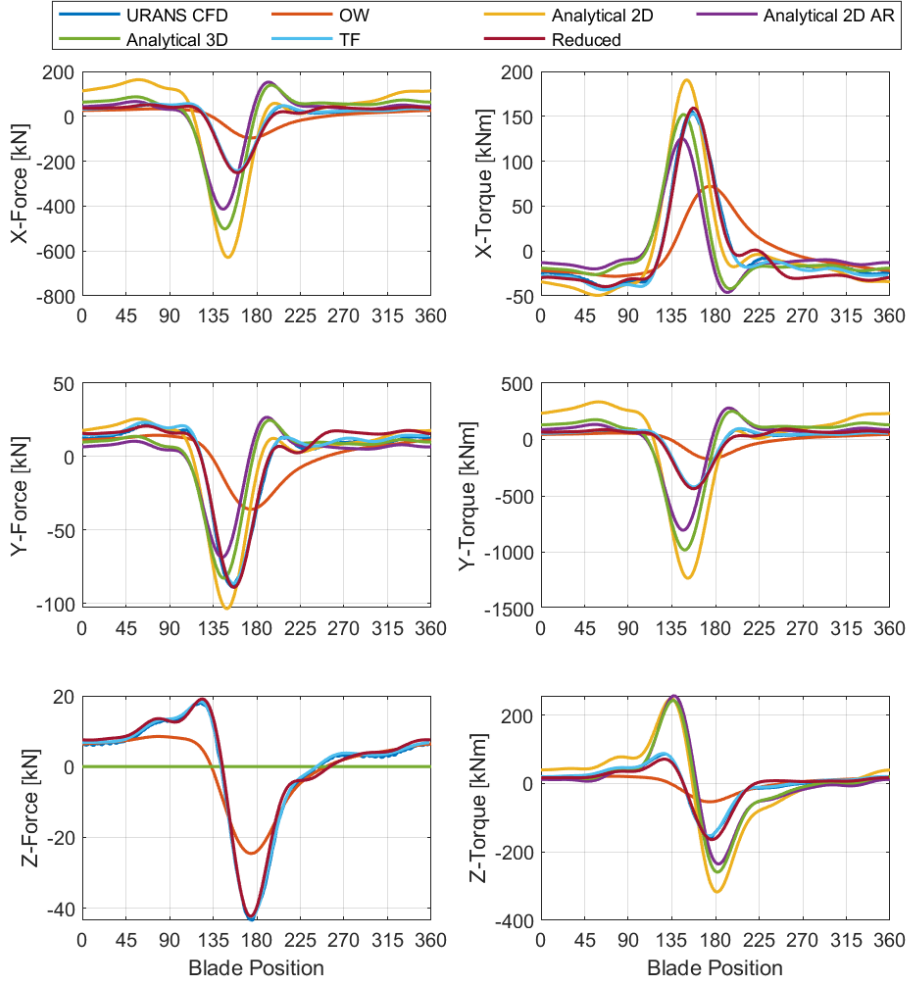 URANS CFD OW Analytical 2D Analytical 2D AR
Analytical 3D TF Reduced
200
0
-200
-400
-600
-800
X-Force [kN]
0 45 90 135 180 225 270 315 360
200
150
100
50
0
-50
X-Torque [kNm]
0 45 90 135 180 225 270 315 360
50
0
-50
-100
Y-Force [kN]
0 45 90 135 180 225 270 315 360
500
0
-500
-1000
-1500
Y-Torque [kNm]
0 45 90 135 180 225 270 315 360
20
0
-20
-40
Z-Force [kN]
0 45 90 135 180 225 270 315 360
Blade Position
200
0
-200
-400
Z-Torque [kNm]
0 45 90 135 180 225 270 315 360
Blade Position